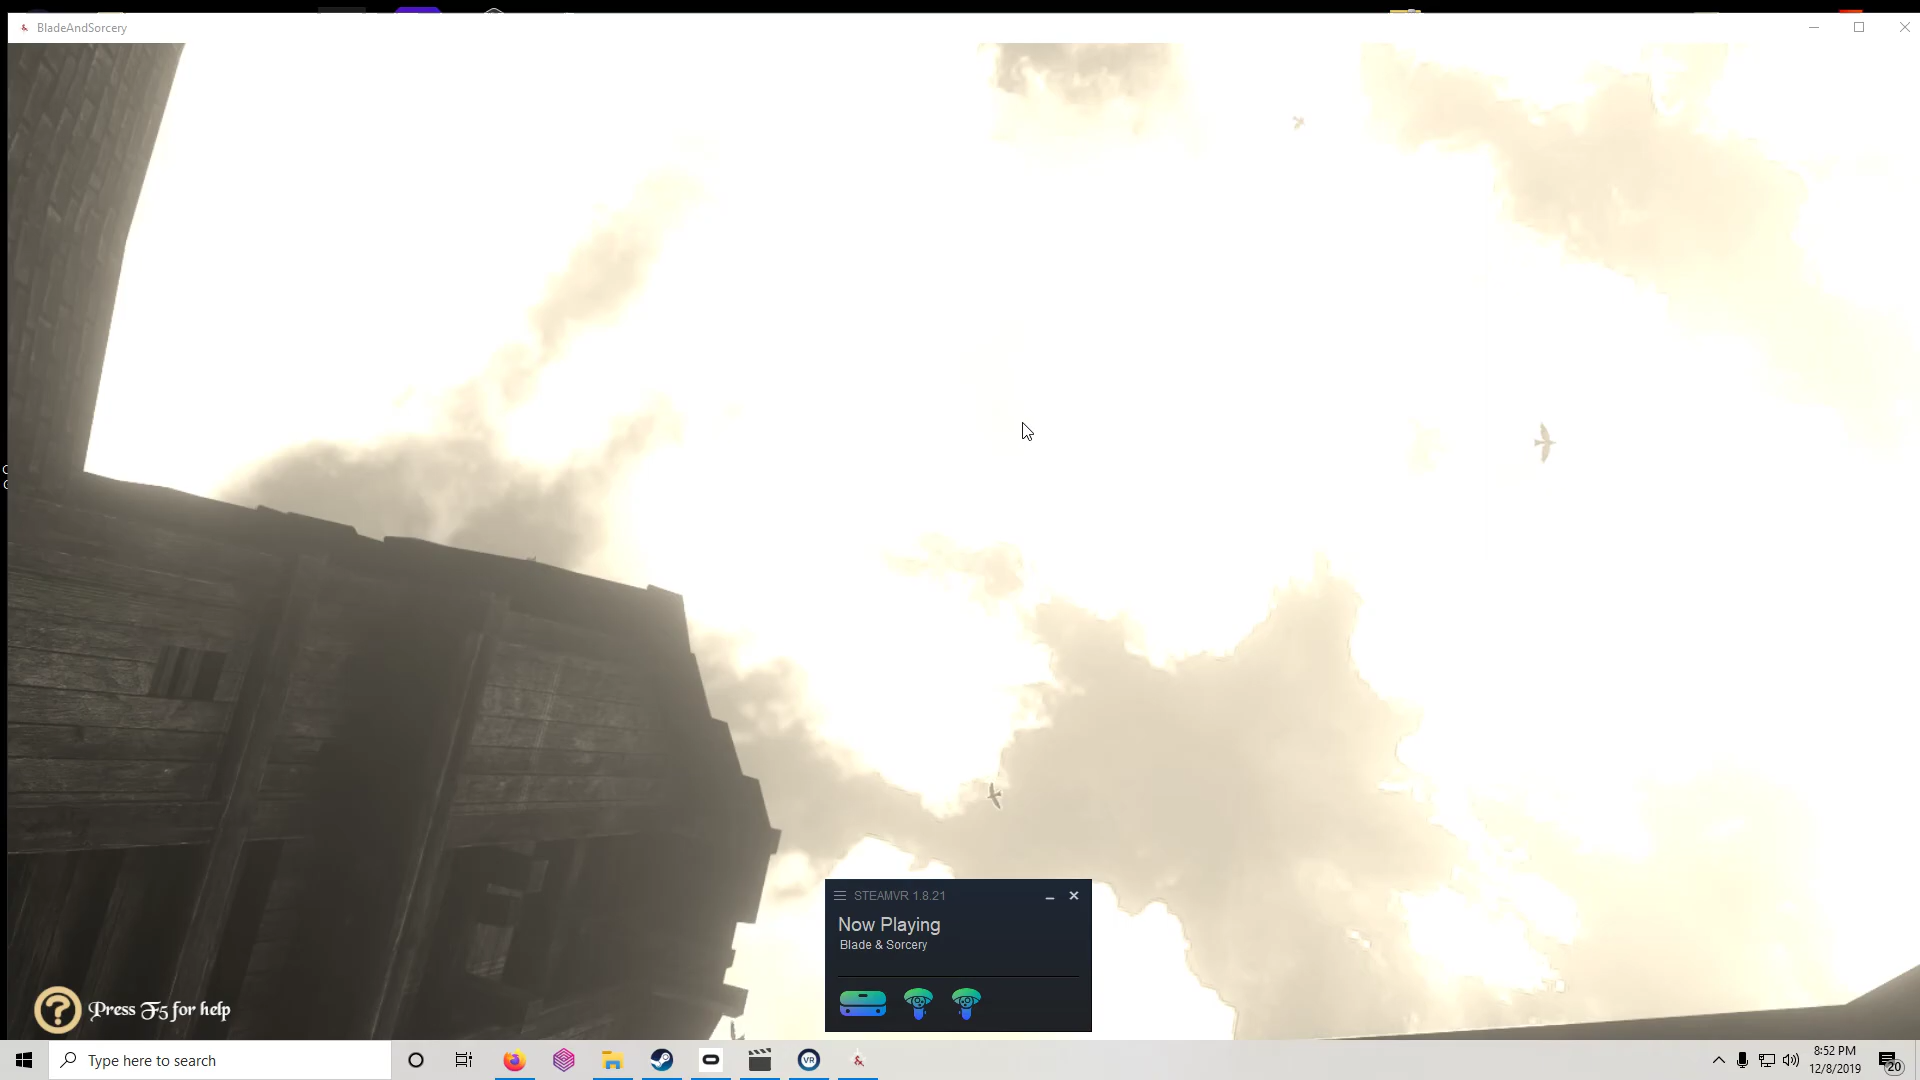 BladeAndSorcery
STEAMVR 1.8.21
Now Playing
Blade & Sorcery
Press F5 for help
Type here to search
VR
8:52 PM
12/8/2019
20